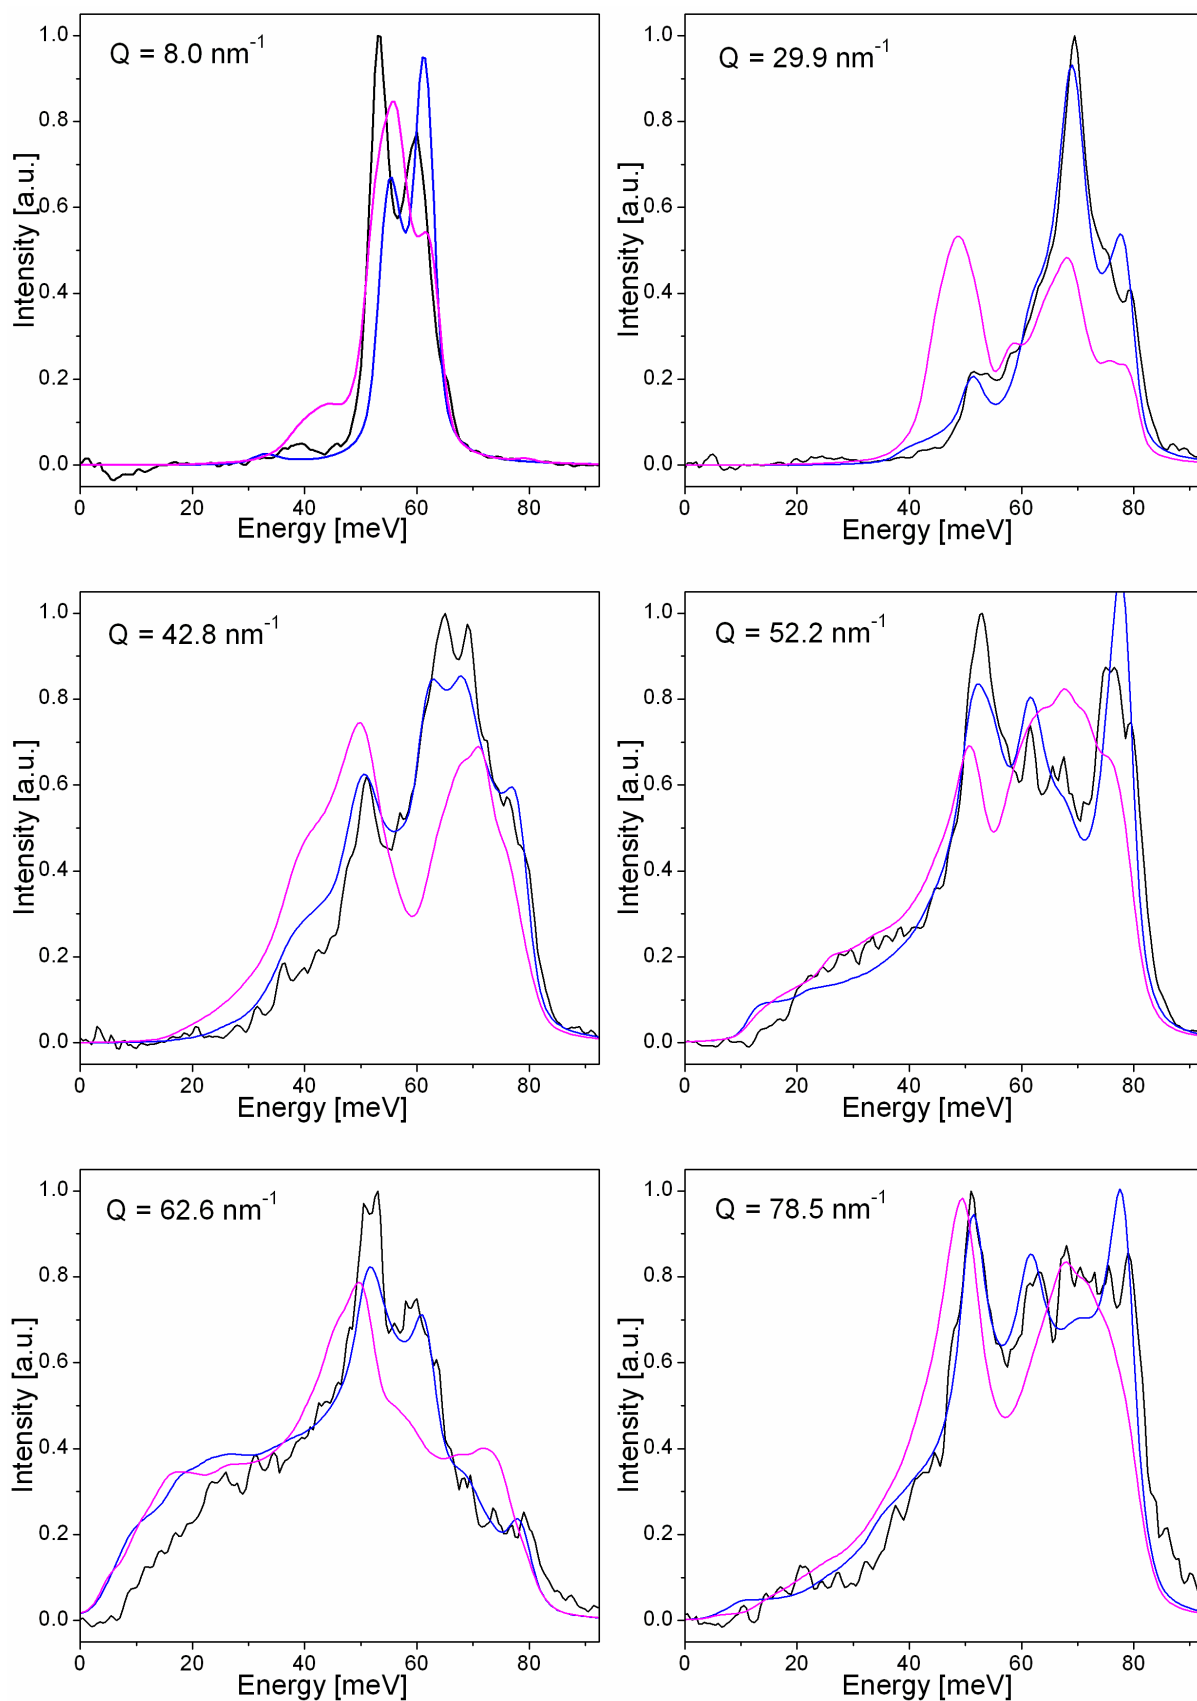 Q = 8.0 nm⁻¹
Intensity [a.u.]
1.0
0.8
0.6
0.4
0.2
0.0
0 20 40 60 80
Energy [meV]
Q = 29.9 nm⁻¹
Intensity [a.u.]
1.0
0.8
0.6
0.4
0.2
0.0
0 20 40 60 80
Energy [meV]
Q = 42.8 nm⁻¹
Intensity [a.u.]
1.0
0.8
0.6
0.4
0.2
0.0
0 20 40 60 80
Energy [meV]
Q = 52.2 nm⁻¹
Intensity [a.u.]
1.0
0.8
0.6
0.4
0.2
0.0
0 20 40 60 80
Energy [meV]
Q = 62.6 nm⁻¹
Intensity [a.u.]
1.0
0.8
0.6
0.4
0.2
0.0
0 20 40 60 80
Energy [meV]
Q = 78.5 nm⁻¹
Intensity [a.u.]
1.0
0.8
0.6
0.4
0.2
0.0
0 20 40 60 80
Energy [meV]